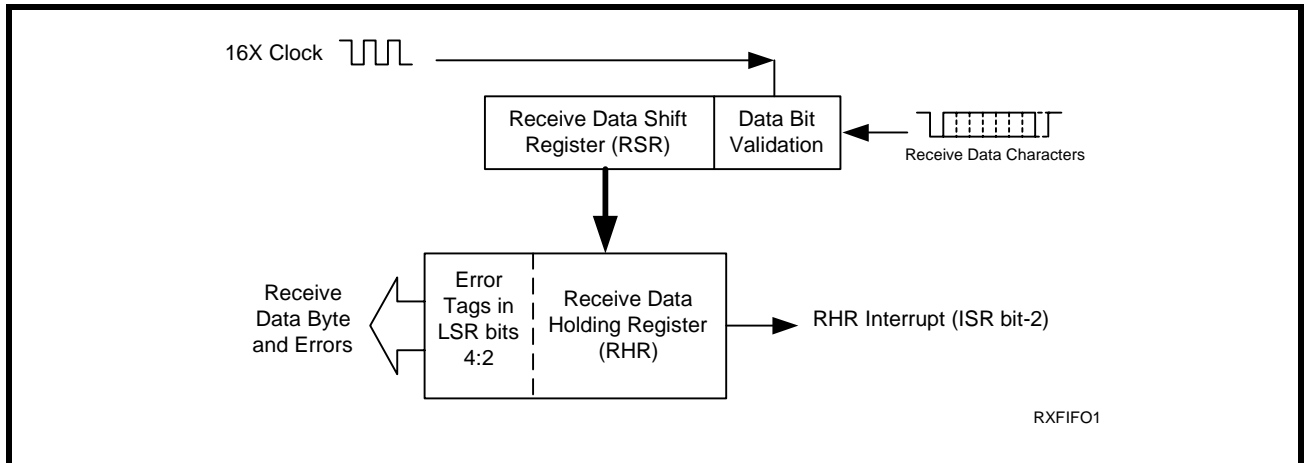 16X Clock
Receive Data Shift
Register (RSR)
Data Bit
Validation
Receive Data Characters
Receive
Data Byte
and Errors
Error
Tags in
LSR bits
4:2
Receive Data
Holding Register
(RHR)
RHR Interrupt (ISR bit-2)
RXFIFO1